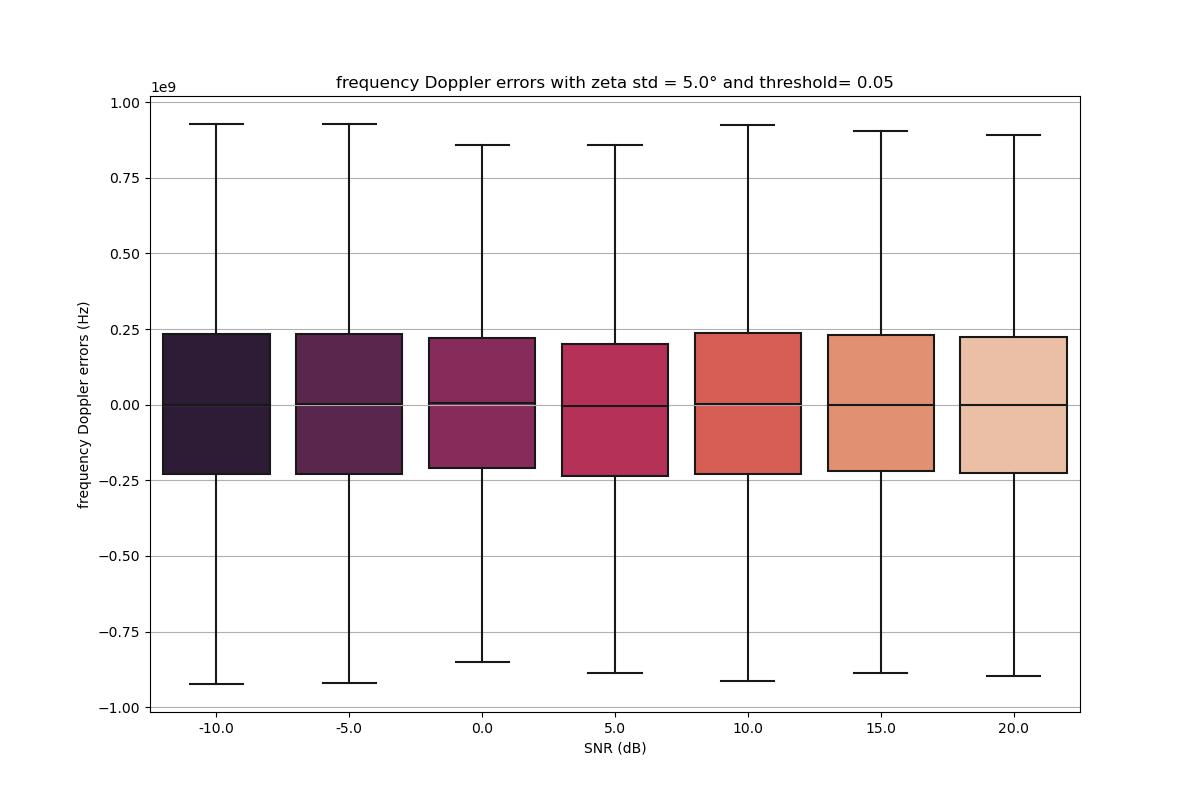 frequency Doppler errors with zeta std = 5.0° and threshold= 0.05
1e9
1.00
0.75
0.50
0.25
0.00
−0.25
−0.50
−0.75
−1.00
frequency Doppler errors (Hz)
-10.0 -5.0 0.0 5.0 10.0 15.0 20.0
SNR (dB)